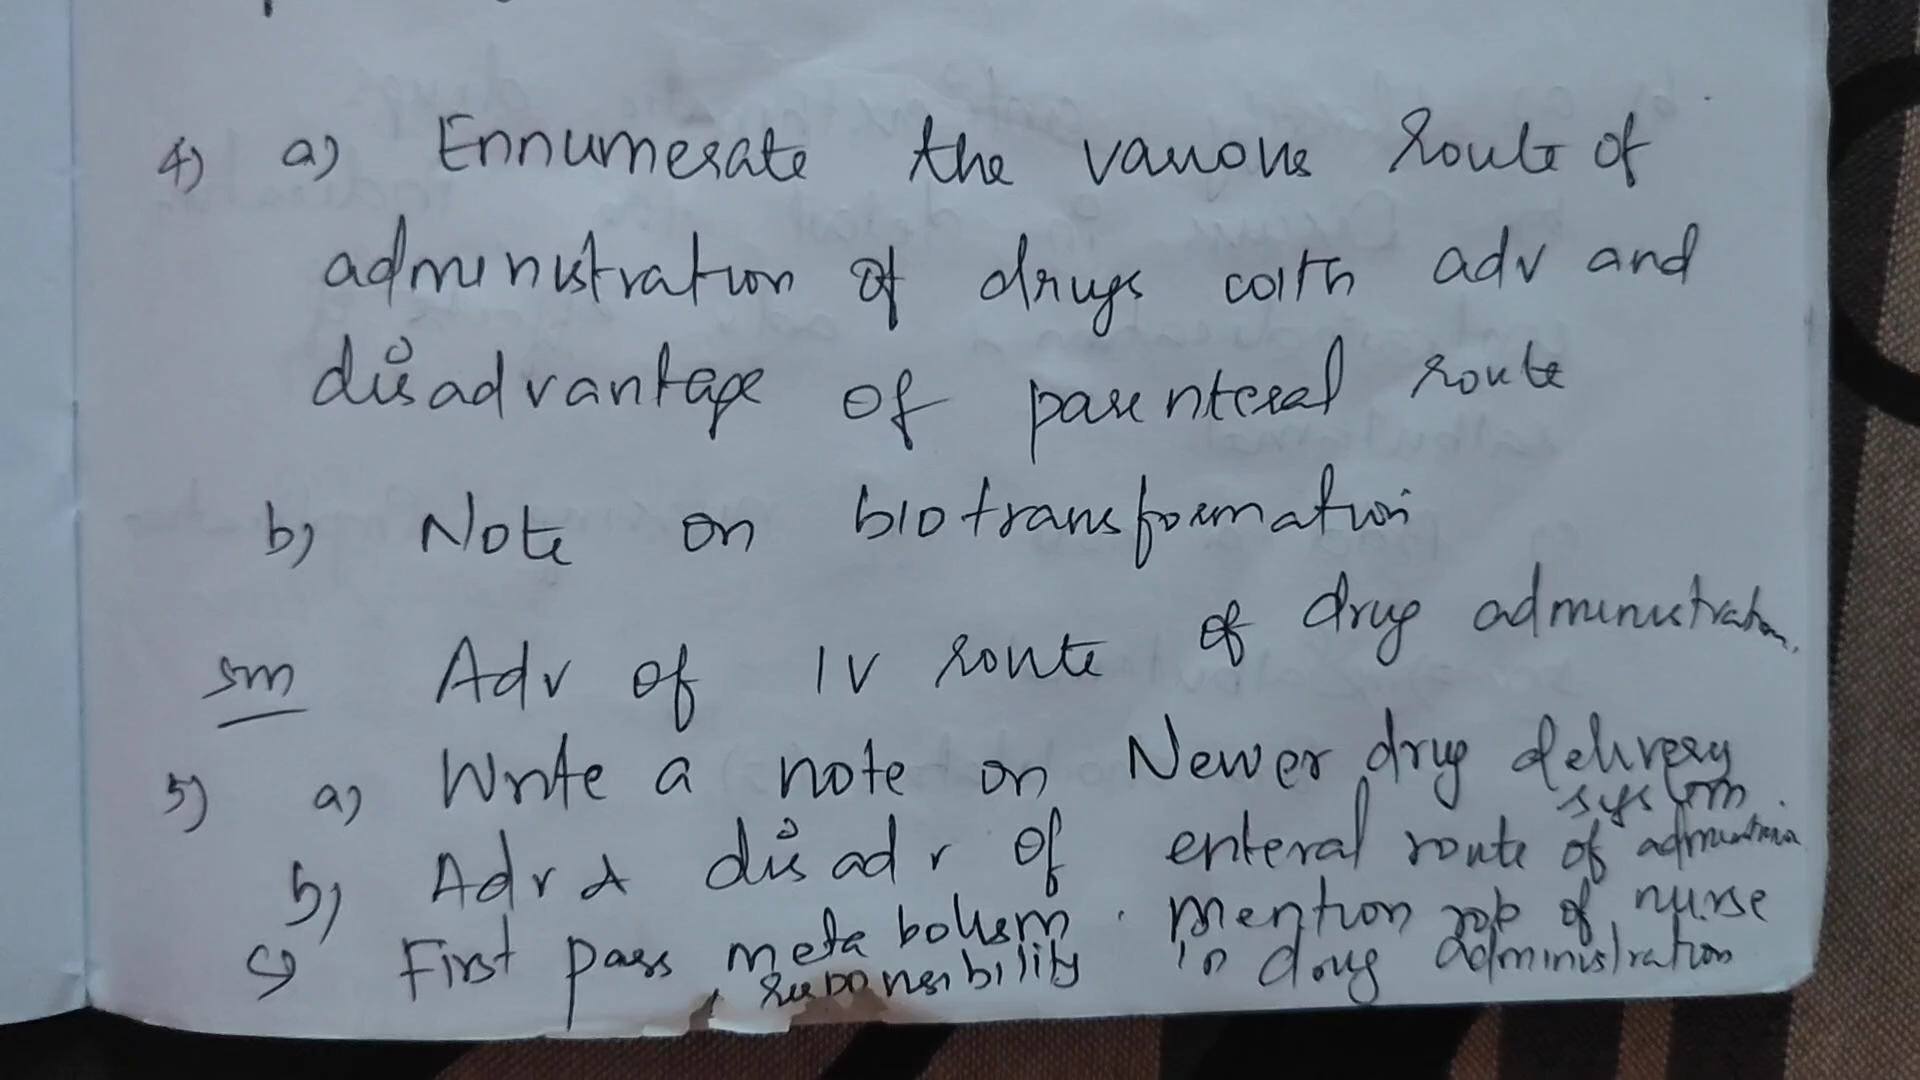 4) a) Ennumerate the various route of
administration of drugs with adv and
disadvantage of parenteral route
b) Note on biotransformation
5m Adv of IV route of drug administration.
5) a) Write a note on Newer drug delivery
system.
b) Adv & disadv of enteral route of
c) First pass metabolism. Mention role of nurse
responsibility in drug administration